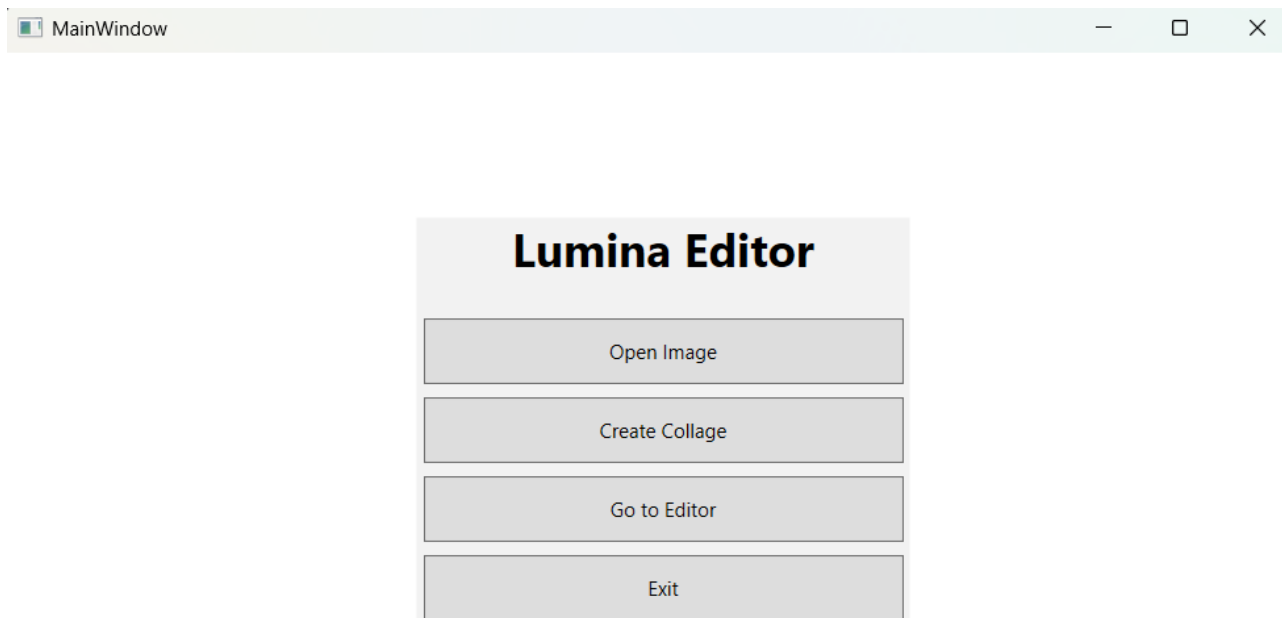 MainWindow
Lumina Editor
Open Image
Create Collage
Go to Editor
Exit